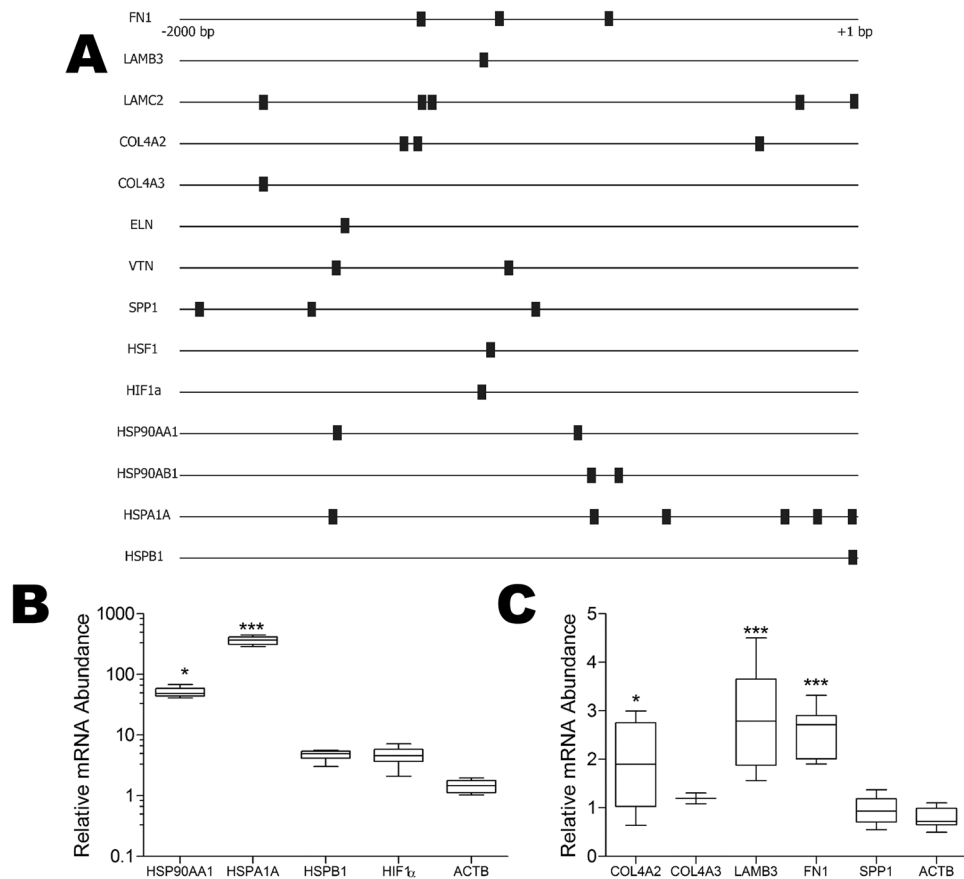 FN1
-2000 bp +1 bp
A
LAMB3
LAMC2
COL4A2
COL4A3
ELN
VTN
SPP1
HSF1
HIF1a
HSP90AA1
HSP90AB1
HSPA1A
HSPB1
B
Relative mRNA Abundance
1000
100
10
1
0.1
*
***
HSP90AA1 HSPA1A HSPB1 HIF1α ACTB
C
Relative mRNA Abundance
5
4
3
2
1
0
*
***
***
COL4A2 COL4A3 LAMB3 FN1 SPP1 ACTB